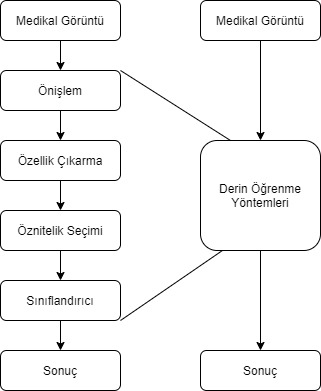 Medikal Görüntü
Önişlem
Özellik Çıkarma
Öznitelik Seçimi
Sınıflandırıcı
Sonuç
Medikal Görüntü
Derin Öğrenme
Yöntemleri
Sonuç